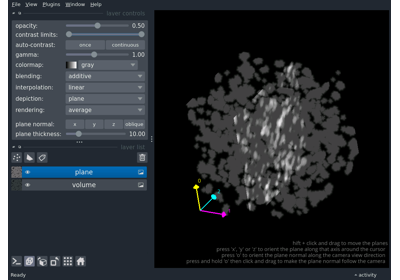 File View Plugins Window Help
layer controls
opacity: 0.50
contrast limits:
auto-contrast: once continuous
gamma: 1.00
colormap: gray
blending: additive
interpolation: linear
depiction: plane
rendering: average
plane normal: x y z oblique
plane thickness: 10.00
layer list
plane
volume
0
shift + click and drag to move the planes
press 'x', 'y' or 'z' to orient the plane along that axis around the cursor
press 'o' to orient the plane normal along the camera view direction
press and hold 'o' then click and drag to make the plane normal follow the camera
Ready
activity